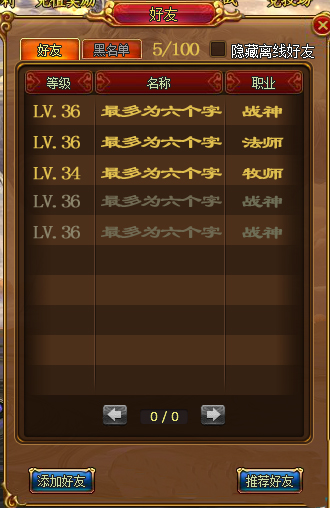 好友
好友 黑名单 5/100 隐藏离线好友
等级 名称 职业
LV.36 最多为六个字 战神
LV.36 最多为六个字 法师
LV.34 最多为六个字 牧师
LV.36 最多为六个字 战神
LV.36 最多为六个字 战神
0 / 0
添加好友 推荐好友